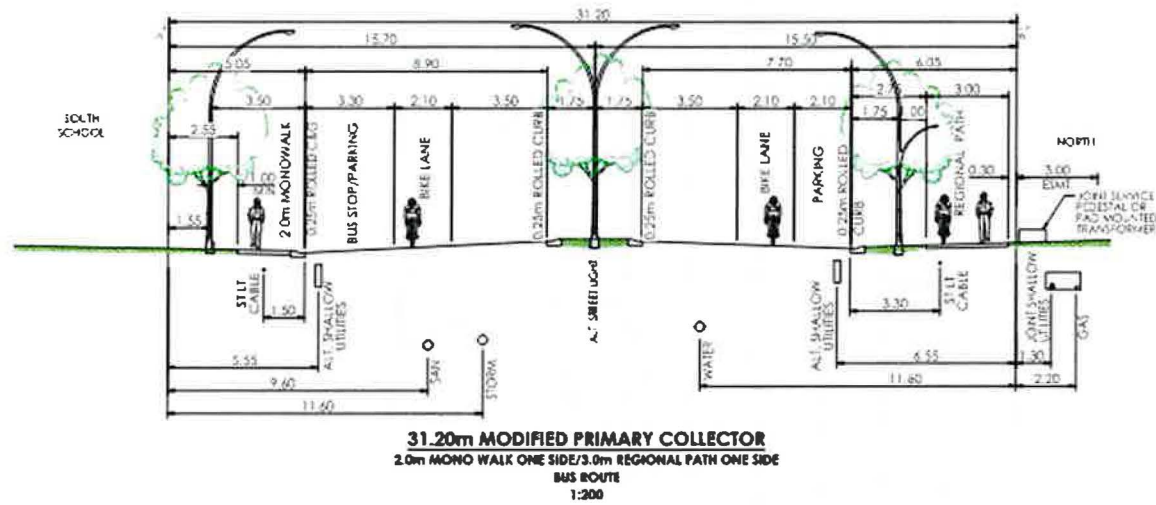 31.20
15.70
15.50
5.05
8.90
7.70
6.05
2.75
3.00
3.50
3.30
2.10
3.50
1.75
1.75
3.50
2.10
2.10
1.75
1.00
SOUTH
SCHOOL
2.55
NORTH
0.30
3.00
ESMT.
1.55
2.0m MONOWALK
0.25m ROLLED C&G
BUS STOP/PARKING
BIKE LANE
0.25m ROLLED CURB
0.25m ROLLED CURB
BIKE LANE
PARKING
0.25m ROLLED
CURB
REGIONAL PATH
JOINT SERVICE
PEDESTAL OR
PAD MOUNTED
TRANSFORMER
ST LT
CABLE
1.50
ALT. SHALLOW
UTILITIES
ALT STREET LIGHT
ALT. SHALLOW
UTILITIES
3.30
ST LT
CABLE
JOINT SHALLOW
UTILITIES
GAS
5.55
SAN
STORM
WATER
6.55
1.30
9.60
11.60
2.20
11.60
31.20m MODIFIED PRIMARY COLLECTOR
2.0m MONO WALK ONE SIDE/3.0m REGIONAL PATH ONE SIDE
BUS ROUTE
1:200